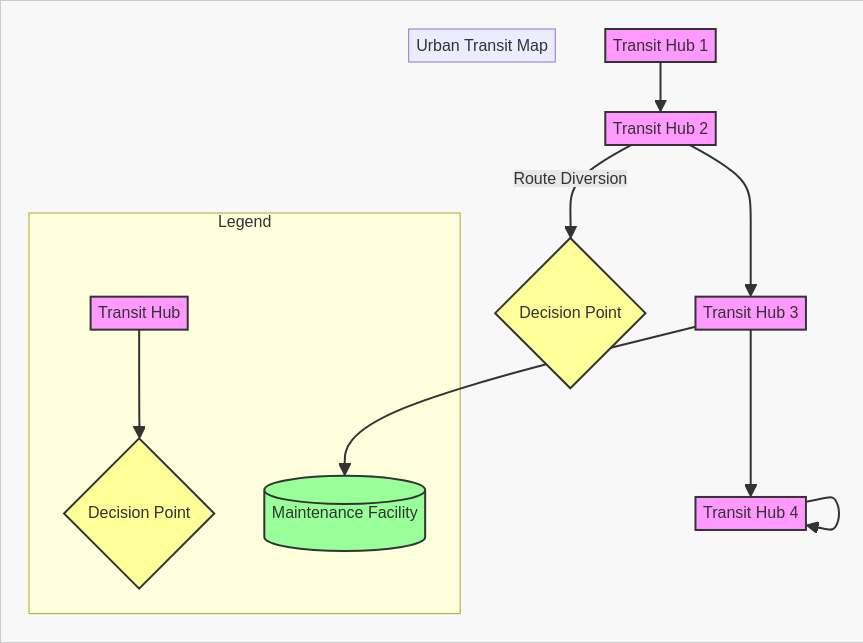 Urban Transit Map
Transit Hub 1
Transit Hub 2
Route Diversion
Legend
Transit Hub
Decision Point
Transit Hub 3
Decision Point
Maintenance Facility
Transit Hub 4